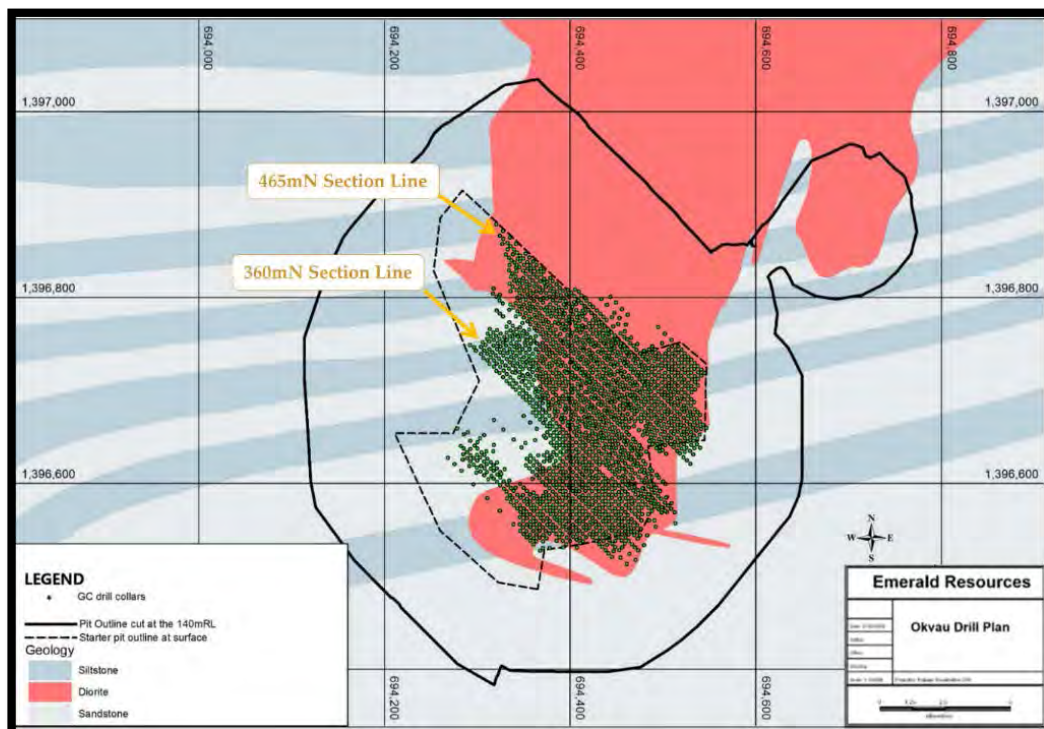 694,000
694,200
694,400
694,600
694,800
1,397,000
1,397,000
465mN Section Line
360mN Section Line
1,396,800
1,396,800
1,396,600
1,396,600
N
W E
S
LEGEND
GC drill collars
Pit Outline cut at the 140mRL
Starter pit outline at surface
Geology
Siltstone
Diorite
Sandstone
694,200
694,400
694,600
Emerald Resources
Okvau Drill Plan